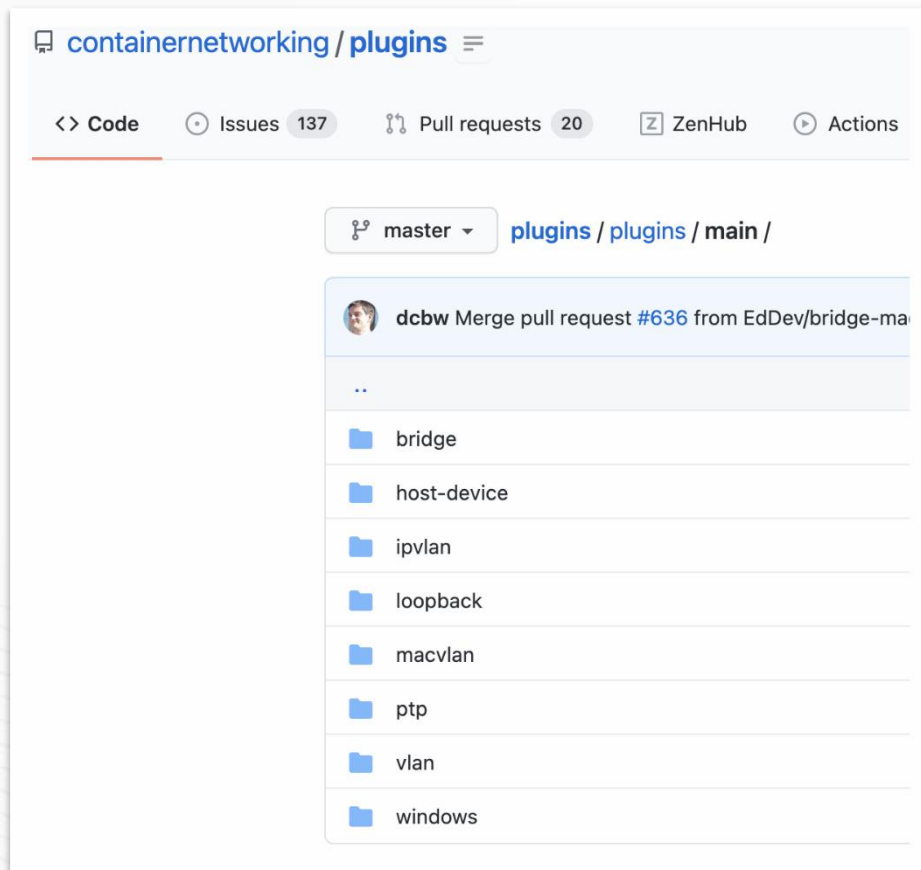 containernetworking / plugins
Code Issues 137 Pull requests 20 ZenHub Actions
master plugins / plugins / main /
dcbw Merge pull request #636 from EdDev/bridge-ma
..
bridge
host-device
ipvlan
loopback
macvlan
ptp
vlan
windows